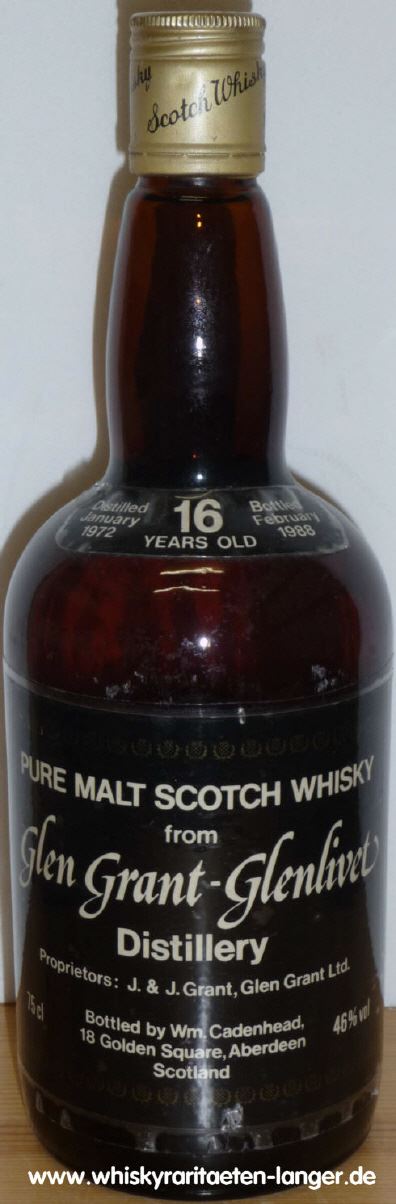 Scotch Whisky
Distilled
January
1972
16
YEARS OLD
Bottled
February
1988
PURE MALT SCOTCH WHISKY
from
Glen Grant-Glenlivet
Distillery
Proprietors: J. & J. Grant, Glen Grant Ltd.
75 cl
Bottled by Wm. Cadenhead,
18 Golden Square, Aberdeen
Scotland
46% vol
www.whiskyraritaeten-langer.de